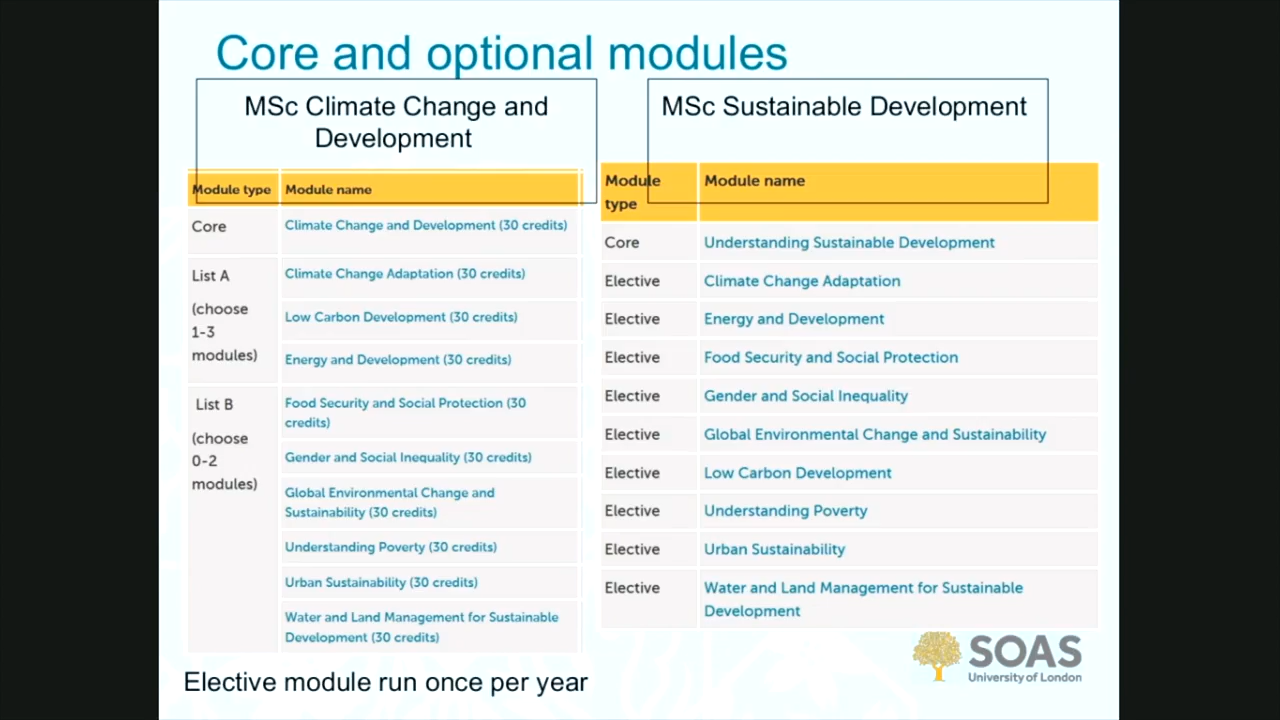 Core and optional modules
MSc Climate Change and
Development
Module type Module name
Core Climate Change and Development (30 credits)
List A Climate Change Adaptation (30 credits)
(choose
1-3
modules)
Low Carbon Development (30 credits)
Energy and Development (30 credits)
List B
(choose
0-2
modules)
Food Security and Social Protection (30
credits)
Gender and Social Inequality (30 credits)
Global Environmental Change and
Sustainability (30 credits)
Understanding Poverty (30 credits)
Urban Sustainability (30 credits)
Water and Land Management for Sustainable
Development (30 credits)
MSc Sustainable Development
Module
type
Module name
Core Understanding Sustainable Development
Elective Climate Change Adaptation
Elective Energy and Development
Elective Food Security and Social Protection
Elective Gender and Social Inequality
Elective Global Environmental Change and Sustainability
Elective Low Carbon Development
Elective Understanding Poverty
Elective Urban Sustainability
Elective Water and Land Management for Sustainable
Development
Elective module run once per year
SOAS
University of London